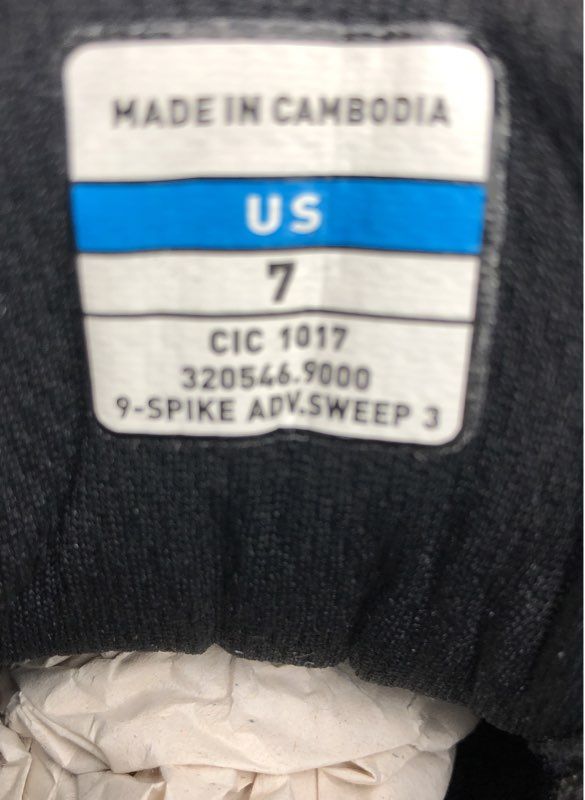 MADE IN CAMBODIA
US
7
CIC 1017
320546.9000
9-SPIKE ADV.SWEEP 3